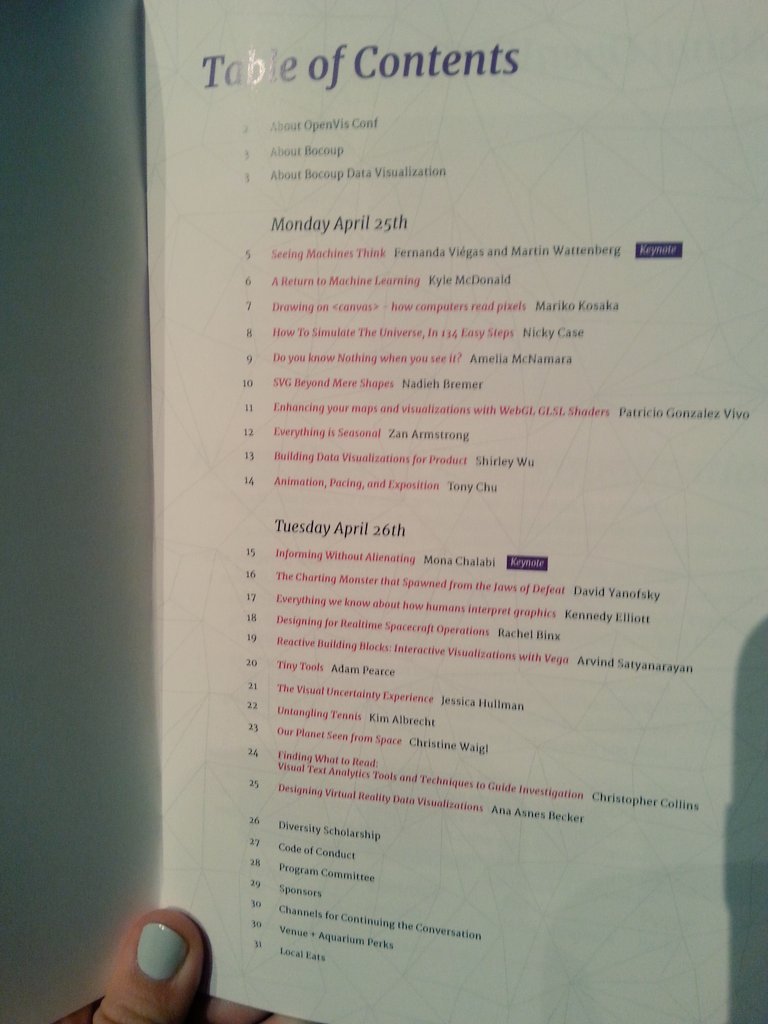 Table of Contents
2 About OpenVis Conf
3 About Bocoup
3 About Bocoup Data Visualization
Monday April 25th
5 Seeing Machines Think Fernanda Viégas and Martin Wattenberg Keynote
6 A Return to Machine Learning Kyle McDonald
7 Drawing on <canvas> - how computers read pixels Mariko Kosaka
8 How To Simulate The Universe, In 134 Easy Steps Nicky Case
9 Do you know Nothing when you see it? Amelia McNamara
10 SVG Beyond Mere Shapes Nadieh Bremer
11 Enhancing your maps and visualizations with WebGL GLSL Shaders Patricio Gonzalez Vivo
12 Everything is Seasonal Zan Armstrong
13 Building Data Visualizations for Product Shirley Wu
14 Animation, Pacing, and Exposition Tony Chu
Tuesday April 26th
15 Informing Without Alienating Mona Chalabi Keynote
16 The Charting Monster that Spawned from the Jaws of Defeat David Yanofsky
17 Everything we know about how humans interpret graphics Kennedy Elliott
18 Designing for Realtime Spacecraft Operations Rachel Binx
19 Reactive Building Blocks: Interactive Visualizations with Vega Arvind Satyanarayan
20 Tiny Tools Adam Pearce
21 The Visual Uncertainty Experience Jessica Hullman
22 Untangling Tennis Kim Albrecht
23 Our Planet Seen from Space Christine Waigl
24 Finding What to Read:
Visual Text Analytics Tools and Techniques to Guide Investigation Christopher Collins
25 Designing Virtual Reality Data Visualizations Ana Asnes Becker
26 Diversity Scholarship
27 Code of Conduct
28 Program Committee
29 Sponsors
30 Channels for Continuing the Conversation
30 Venue + Aquarium Perks
31 Local Eats